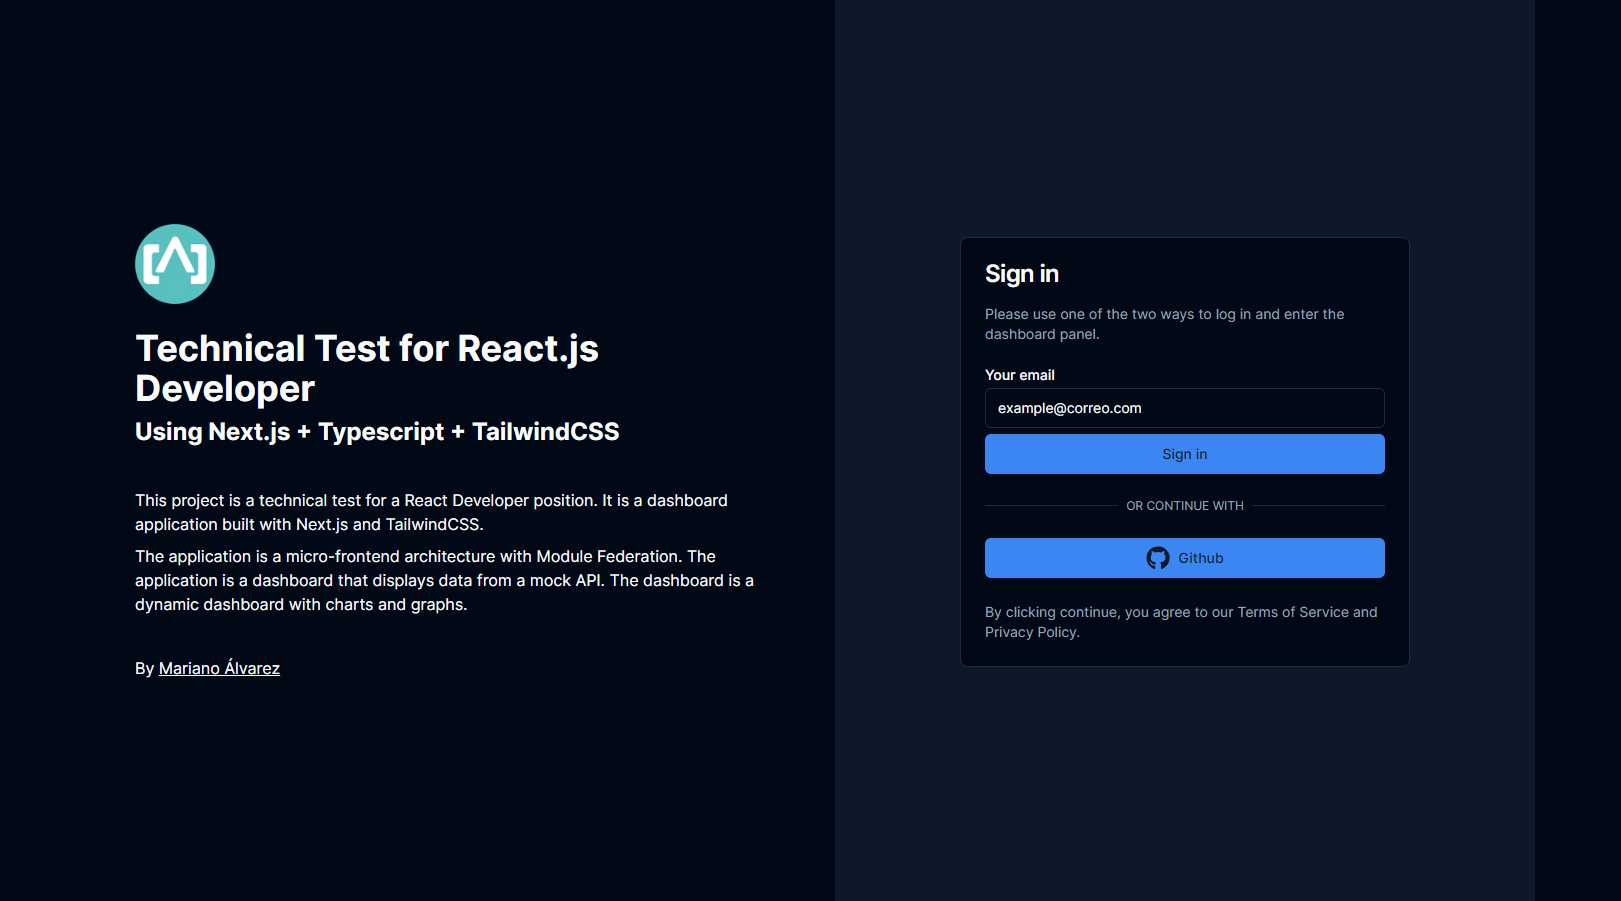 Technical Test for React.js
Developer
Using Next.js + Typescript + TailwindCSS
This project is a technical test for a React Developer position. It is a dashboard
application built with Next.js and TailwindCSS.
The application is a micro-frontend architecture with Module Federation. The
application is a dashboard that displays data from a mock API. The dashboard is a
dynamic dashboard with charts and graphs.
By Mariano Álvarez
Sign in
Please use one of the two ways to log in and enter the
dashboard panel.
Your email
example@correo.com
Sign in
OR CONTINUE WITH
Github
By clicking continue, you agree to our Terms of Service and
Privacy Policy.